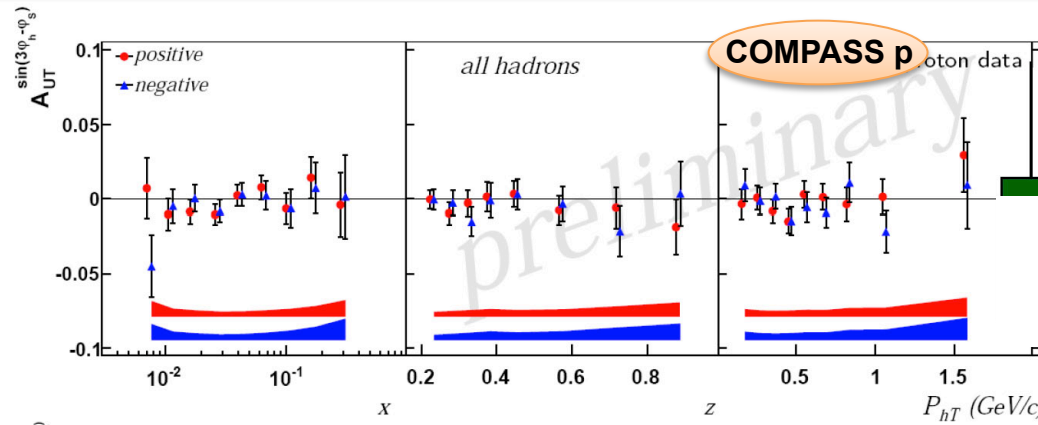 A_UT^sin(3φ_h-φ_s)
0.1
0.05
0
-0.05
-0.1
positive
negative
all hadrons
COMPASS p
roton data
preliminary
10^-2
10^-1
x
0.2
0.4
0.6
0.8
z
0.5
1
1.5
P_hT (GeV/c